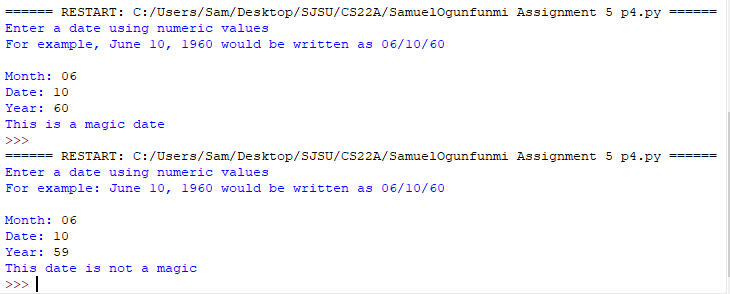 ====== RESTART: C:/Users/Sam/Desktop/SJSU/CS22A/SamuelOgunfunmi Assignment 5 p4.py ======
Enter a date using numeric values
For example, June 10, 1960 would be written as 06/10/60
Month: 06
Date: 10
Year: 60
This is a magic date
>>>
====== RESTART: C:/Users/Sam/Desktop/SJSU/CS22A/SamuelOgunfunmi Assignment 5 p4.py ======
Enter a date using numeric values
For example: June 10, 1960 would be written as 06/10/60
Month: 06
Date: 10
Year: 59
This date is not a magic
>>>